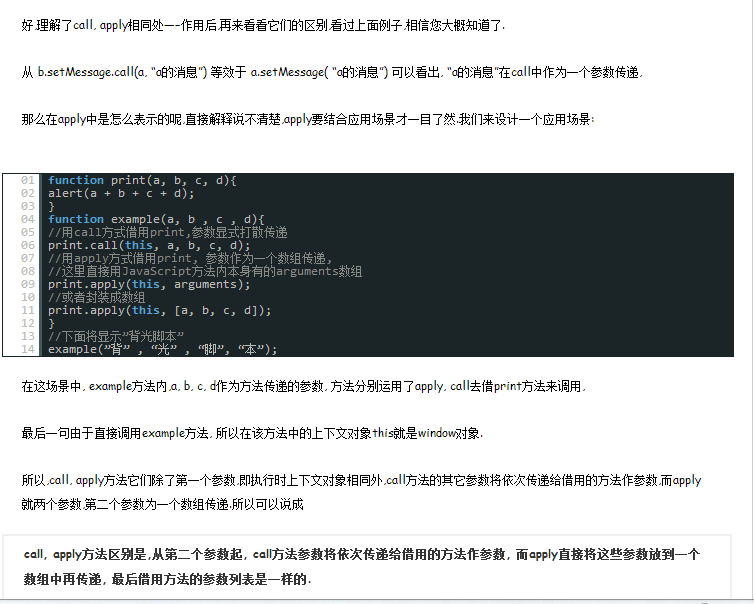 好,理解了call, apply相同处—-作用后,再来看看它们的区别,看过上面例子,相信您大概知道了.
从 b.setMessage.call(a, “a的消息”) 等效于 a.setMessage( “a的消息”) 可以看出, “a的消息”在call中作为一个参数传递,
那么在apply中是怎么表示的呢,直接解释说不清楚,apply要结合应用场景才一目了然,我们来设计一个应用场景:
01 function print(a, b, c, d){
02 alert(a + b + c + d);
03 }
04 function example(a, b , c , d){
05 //用call方式借用print,参数显式打散传递
06 print.call(this, a, b, c, d);
07 //用apply方式借用print, 参数作为一个数组传递,
08 //这里直接用JavaScript方法内本身有的arguments数组
09 print.apply(this, arguments);
10 //或者封装成数组
11 print.apply(this, [a, b, c, d]);
12 }
13 //下面将显示”背光脚本”
14 example(”背” , “光” , “脚”, “本”);
在这场景中, example方法内,a, b, c, d作为方法传递的参数, 方法分别运用了apply, call去借print方法来调用,
最后一句由于直接调用example方法, 所以在该方法中的上下文对象this就是window对象.
所以,call, apply方法它们除了第一个参数,即执行时上下文对象相同外,call方法的其它参数将依次传递给借用的方法作参数,而apply
就两个参数,第二个参数为一个数组传递.所以可以说成
call, apply方法区别是,从第二个参数起, call方法参数将依次传递给借用的方法作参数, 而apply直接将这些参数放到一个
数组中再传递, 最后借用方法的参数列表是一样的.